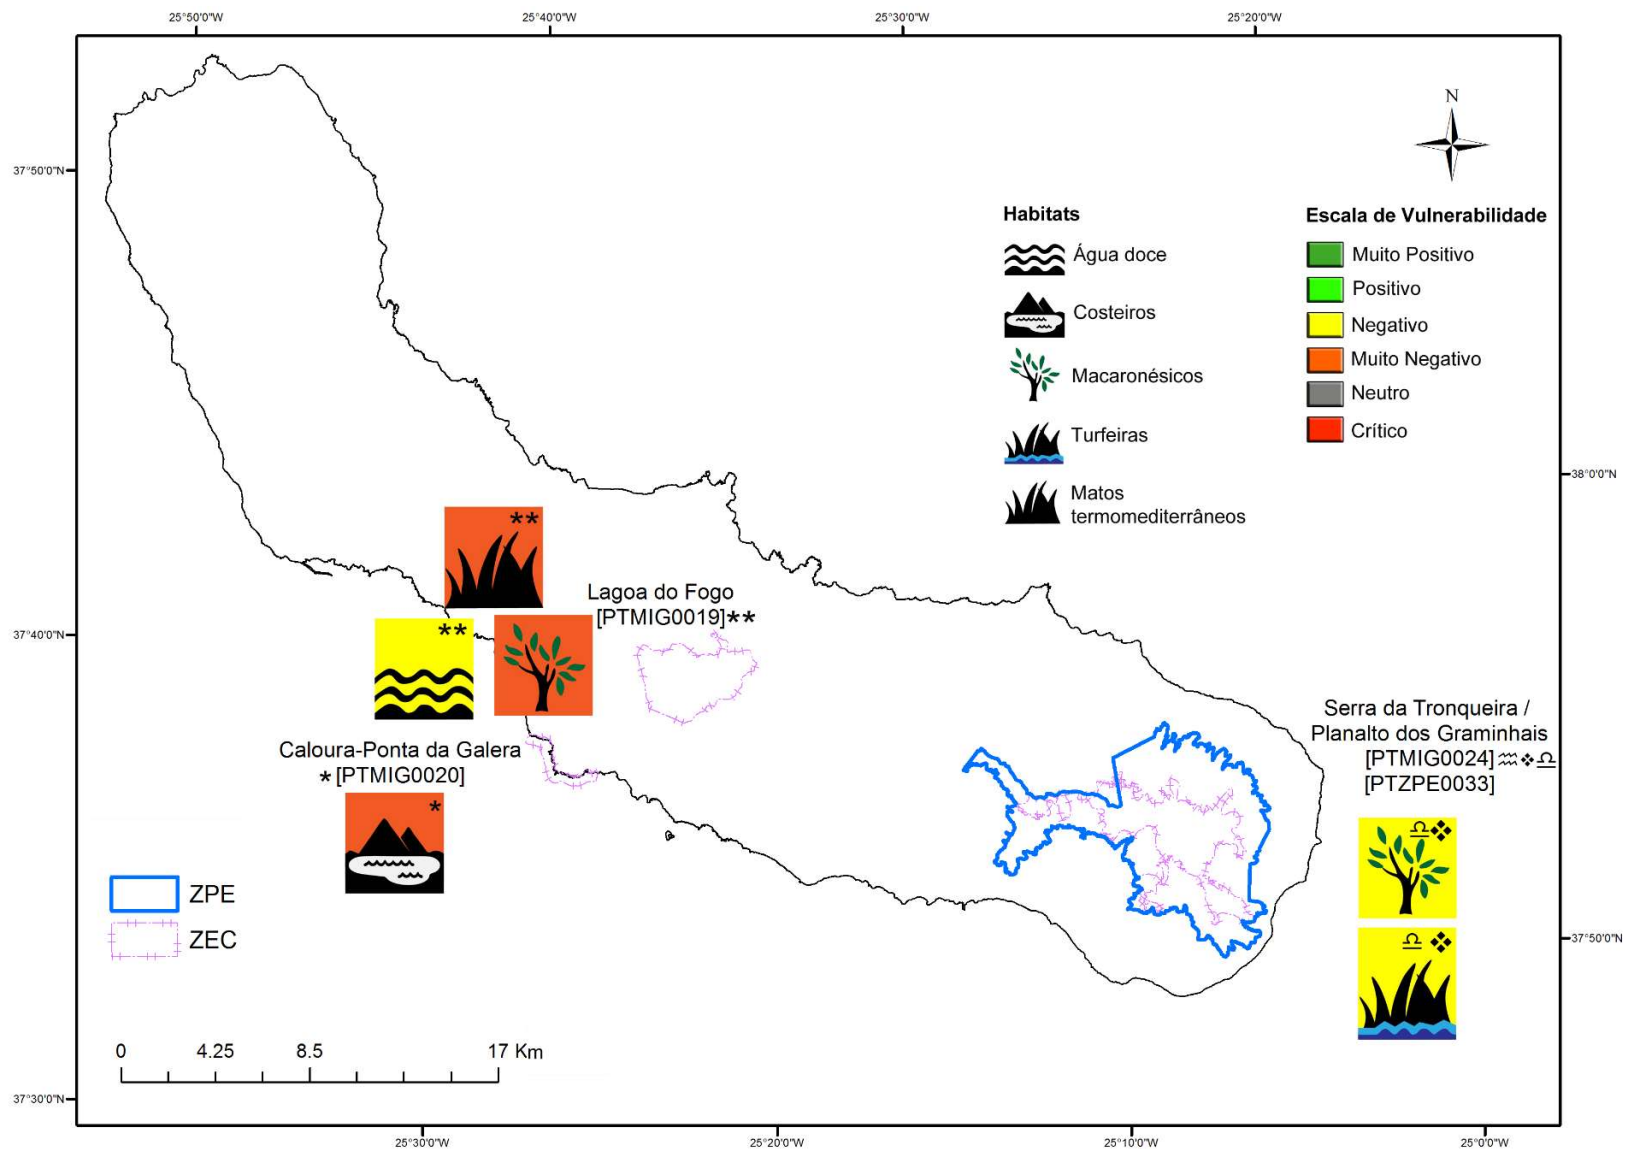 25°50'0"W
25°40'0"W
25°30'0"W
25°20'0"W
N
37°50'0"N
Habitats
Água doce
Costeiros
Macaronésicos
Turfeiras
Matos
termomediterrâneos
Escala de Vulnerabilidade
Muito Positivo
Positivo
Negativo
Muito Negativo
Neutro
Crítico
38°0'0"N
**
Lagoa do Fogo
[PTMIG0019]**
37°40'0"N
**
Caloura-Ponta da Galera
*[PTMIG0020]
*
Serra da Tronqueira /
Planalto dos Graminhais
[PTMIG0024]♒❖♎
[PTZPE0033]
♎❖
♎ ❖
ZPE
ZEC
37°50'0"N
0 4.25 8.5 17 Km
37°30'0"N
25°30'0"W
25°20'0"W
25°10'0"W
25°0'0"W